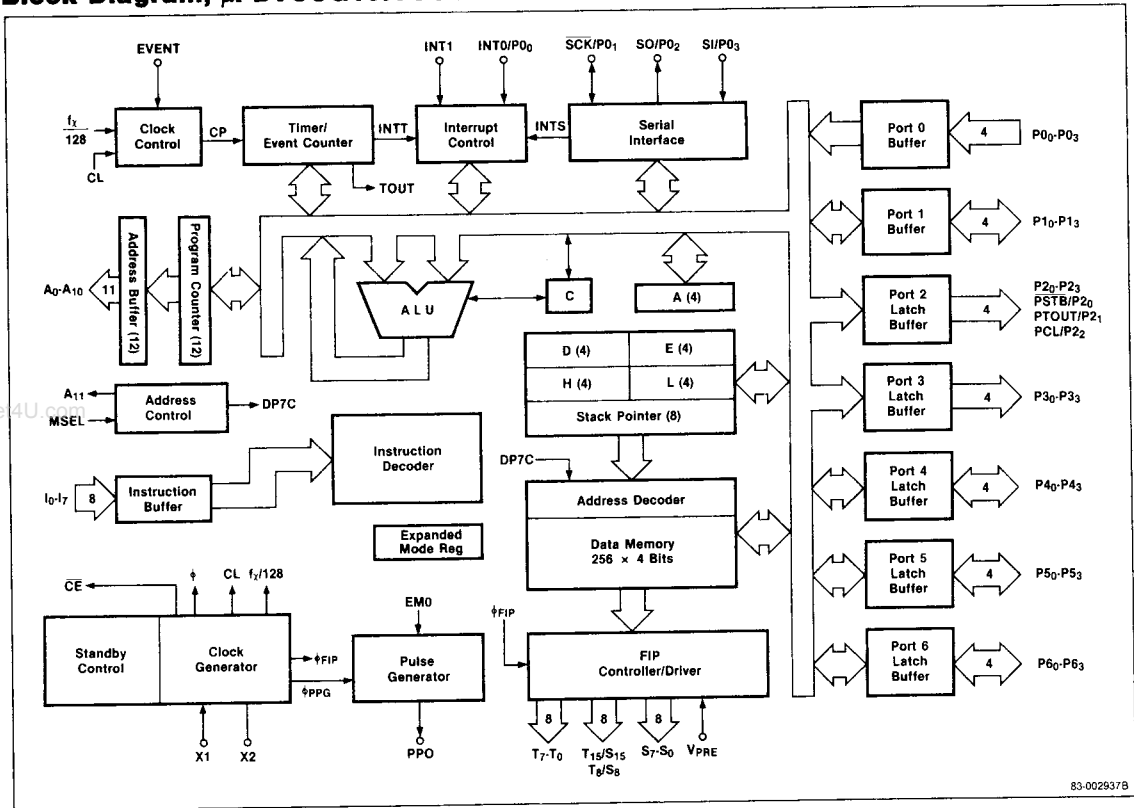 Block Diagram, μ
EVENT
INT1
INT0/P0₀
SCK/P0₁
SO/P0₂
SI/P0₃
fχ
128
CL
Clock
Control
CP
Timer/
Event Counter
INTT
Interrupt
Control
INTS
Serial
Interface
TOUT
Port 0
Buffer
4
P0₀-P0₃
Port 1
Buffer
4
P1₀-P1₃
Port 2
Latch
Buffer
4
P2₀-P2₃
PSTB/P2₀
PTOUT/P2₁
PCL/P2₂
Port 3
Latch
Buffer
4
P3₀-P3₃
Port 4
Latch
Buffer
4
P4₀-P4₃
Port 5
Latch
Buffer
4
P5₀-P5₃
Port 6
Latch
Buffer
4
P6₀-P6₃
A₀-A₁₀
11
Address Buffer (12)
Program Counter (12)
ALU
C
A (4)
D (4)
E (4)
H (4)
L (4)
Stack Pointer (8)
A₁₁
MSEL
Address
Control
DP7C
et4U.com
I₀-I₇
8
Instruction
Buffer
Instruction
Decoder
Expanded
Mode Reg
DP7C
Address Decoder
Data Memory
256 × 4 Bits
CE
ϕ
CL
fχ/128
Standby
Control
Clock
Generator
ϕFIP
ϕPPG
X1
X2
EM0
Pulse
Generator
PPO
ϕFIP
FIP
Controller/Driver
8
8
8
T₇-T₀
T₁₅/S₁₅
T₈/S₈
S₇-S₀
VPRE
83-002937B